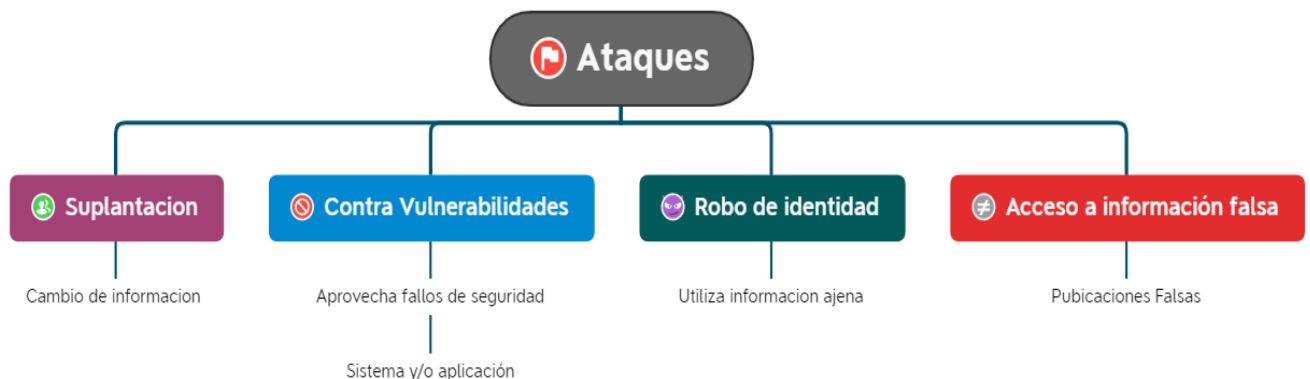 Ataques
Suplantacion
Contra Vulnerabilidades
Robo de identidad
Acceso a información falsa
Cambio de informacion
Aprovecha fallos de seguridad
Utiliza informacion ajena
Pubicaciones Falsas
Sistema y/o aplicación